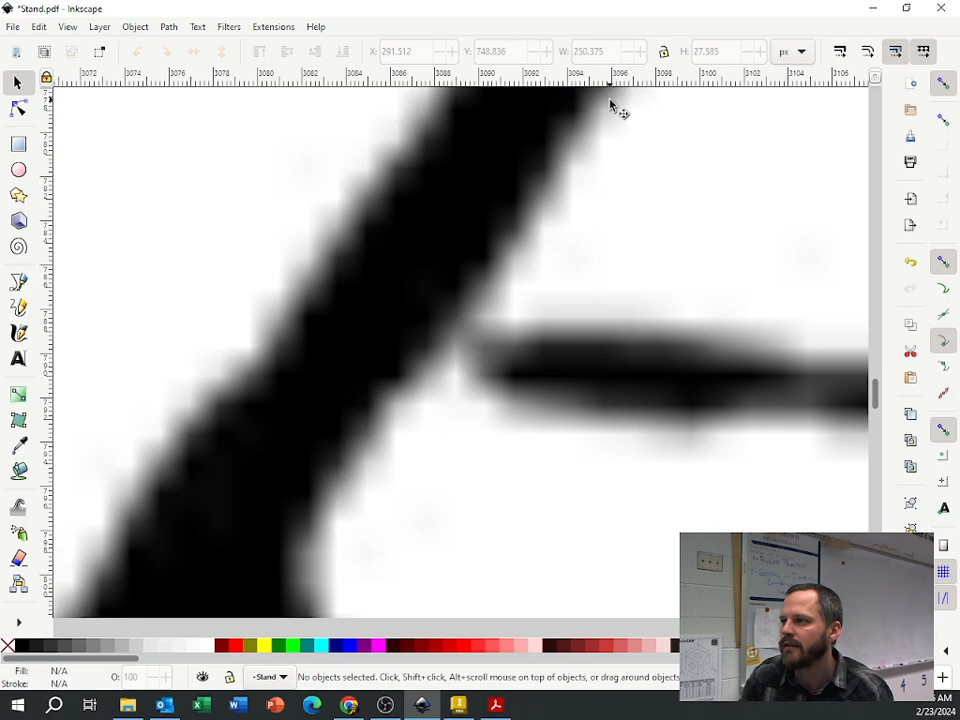 *Stand.pdf - Inkscape
File Edit View Layer Object Path Text Filters Extensions Help
X: 291.512 Y: 748.836 W: 250.375 H: 27.585 px
3072 3074 3076 3078 3080 3082 3084 3086 3088 3090 3092 3094 3096 3098 3100 3102 3104 3106
Fill: N/A
Stroke: N/A
O: 100
-Stand
No objects selected. Click, Shift+click, Alt+scroll mouse on top of objects, or drag around objects
AM
2/23/2024
4 5